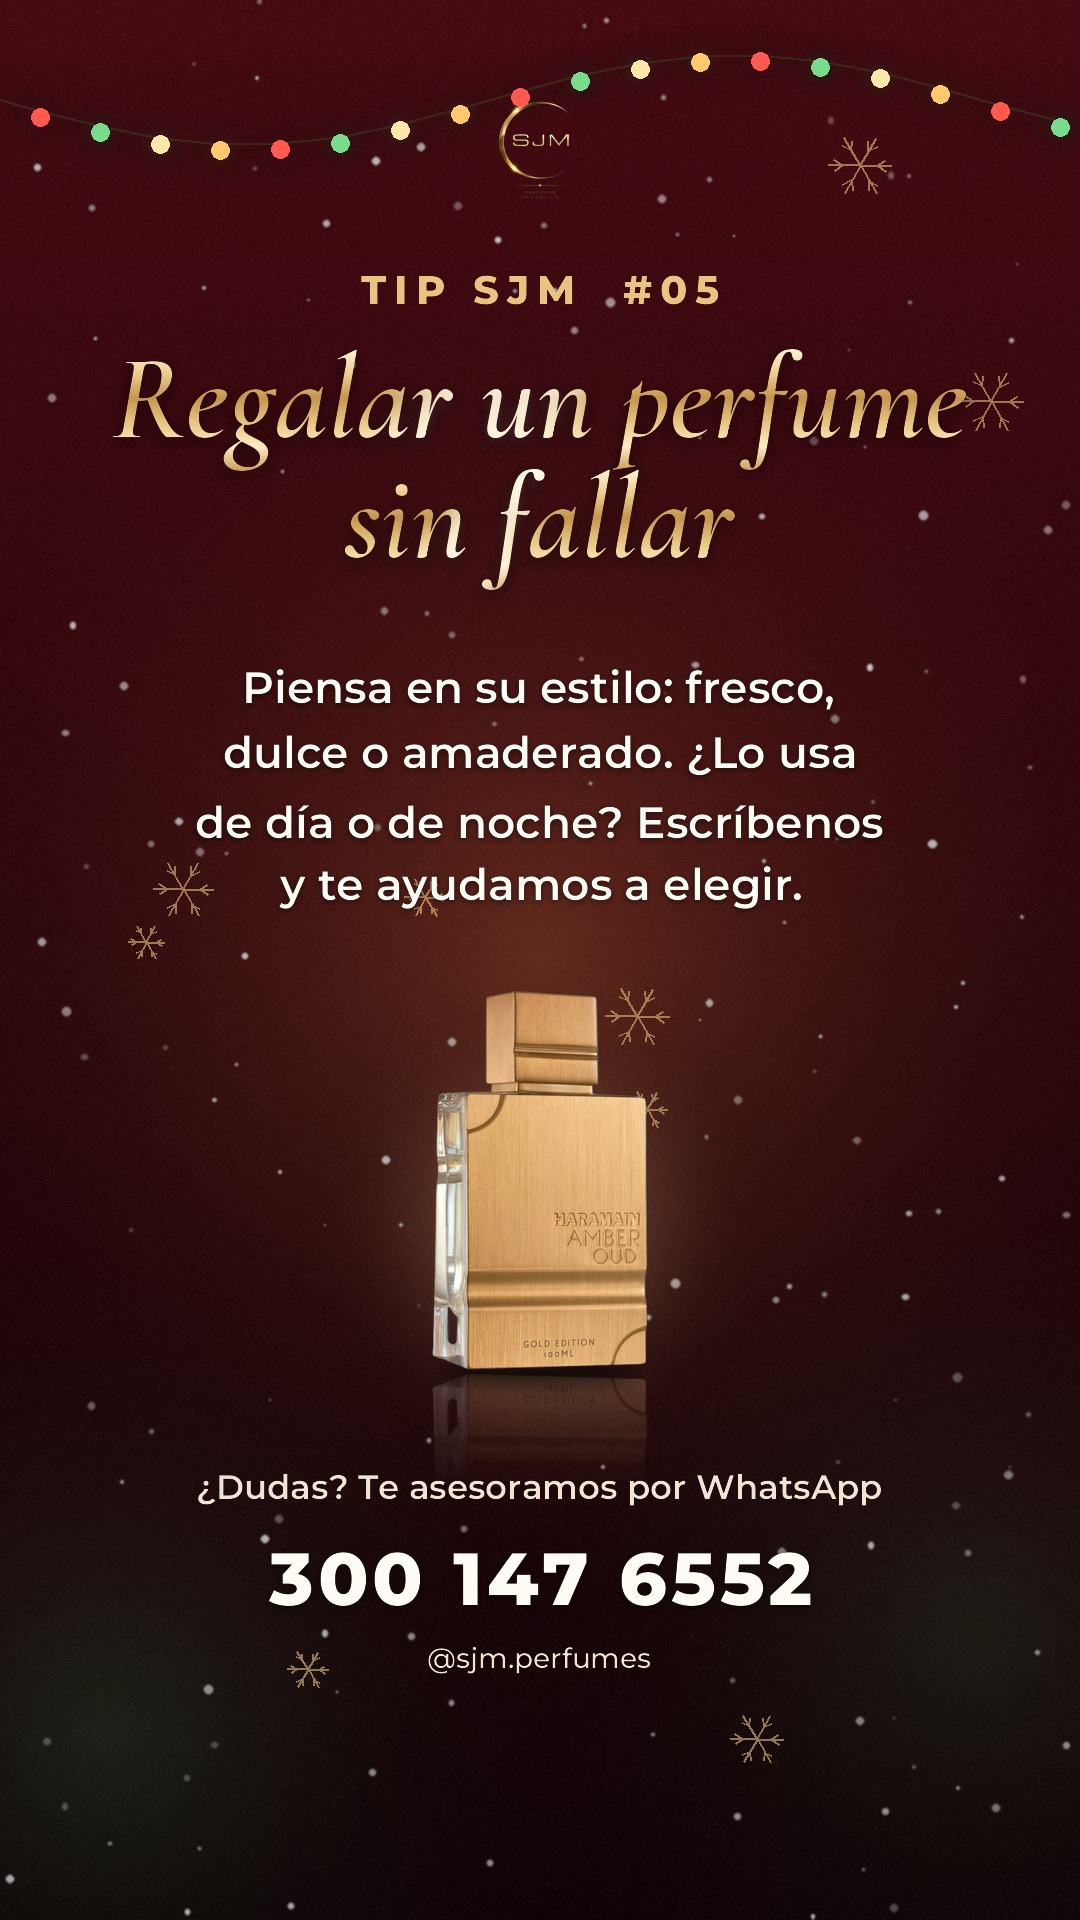 SJM
TIP SJM #05
Regalar un perfume
sin fallar
Piensa en su estilo: fresco,
dulce o amaderado. ¿Lo usa
de día o de noche? Escríbenos
y te ayudamos a elegir.
HARAMAIN
AMBER
OUD
GOLD EDITION
100ML
¿Dudas? Te asesoramos por WhatsApp
300 147 6552
@sjm.perfumes